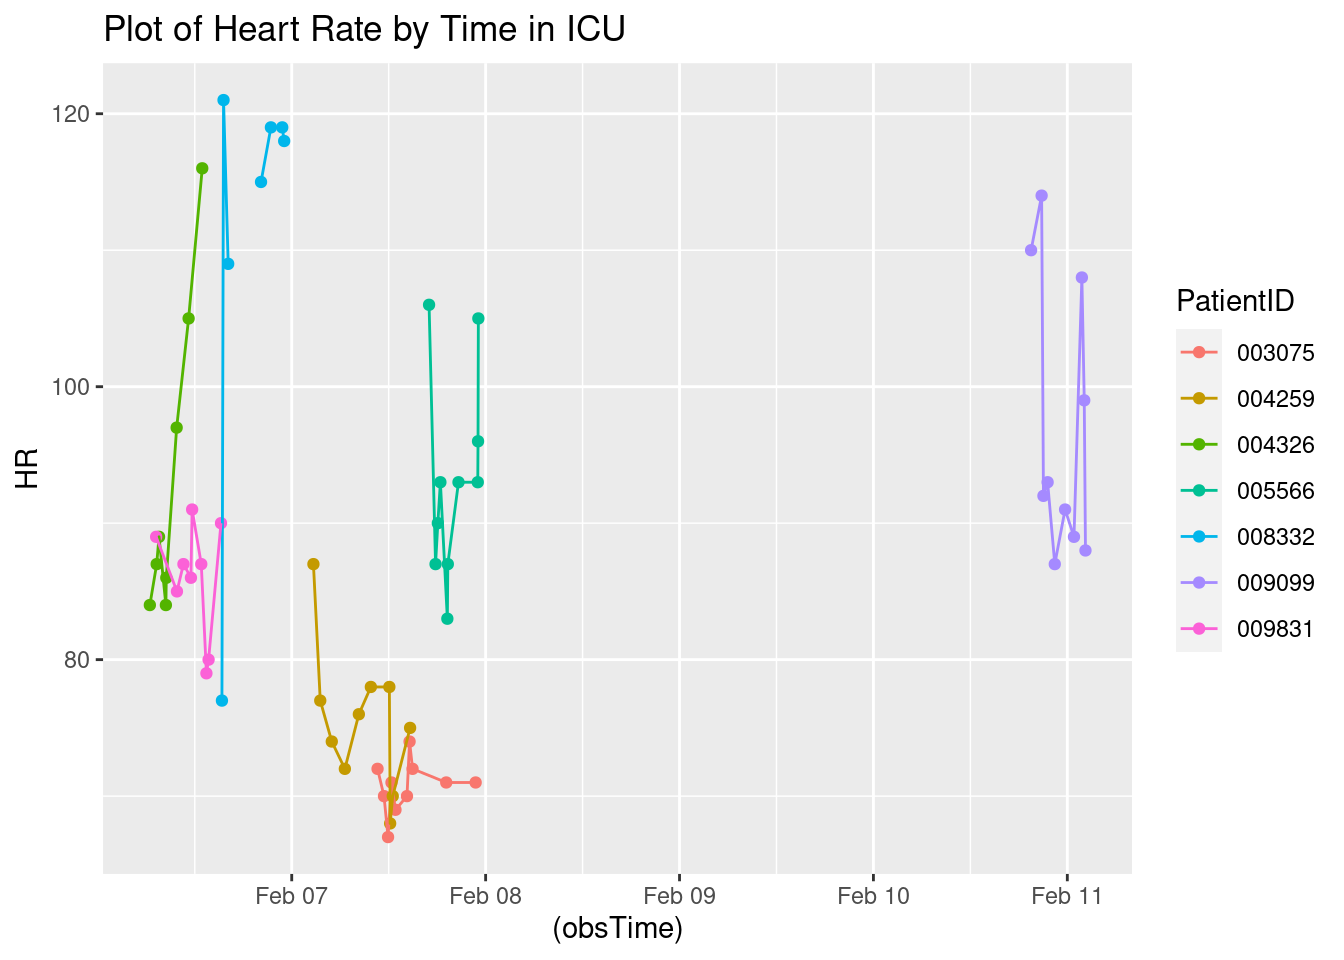 Plot of Heart Rate by Time in ICU
120
100
80
HR
Feb 07 Feb 08 Feb 09 Feb 10 Feb 11
(obsTime)
PatientID
003075
004259
004326
005566
008332
009099
009831